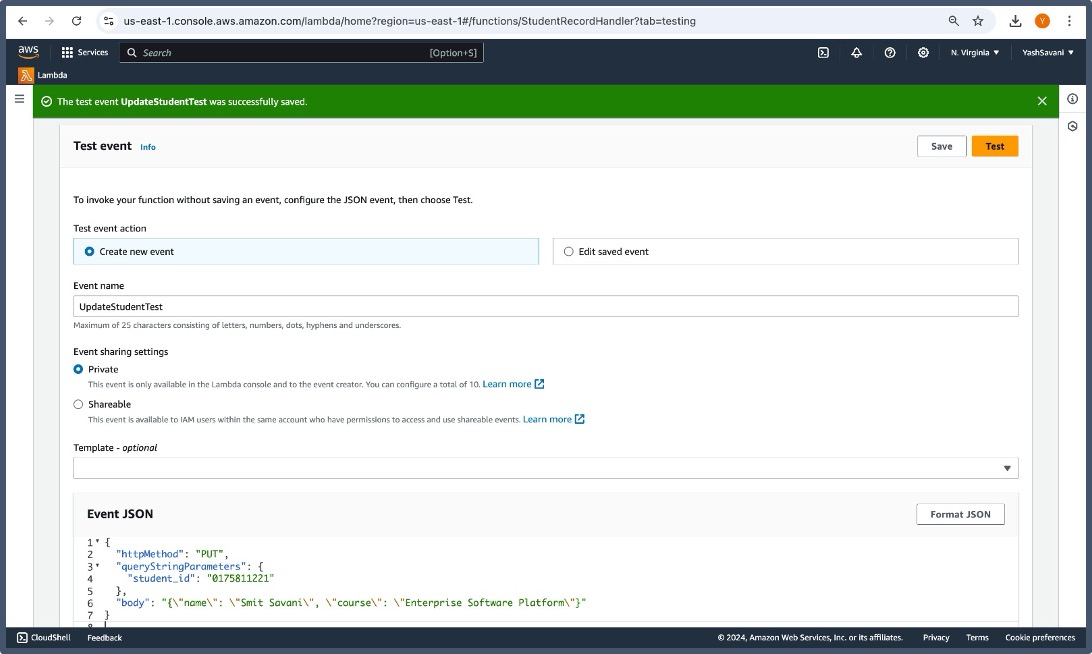 us-east-1.console.aws.amazon.com/lambda/home?region=us-east-1#/functions/StudentRecordHandler?tab=testing
Y
aws Services Search [Option+S] N. Virginia ▼ YashSavani ▼
Lambda
The test event UpdateStudentTest was successfully saved.
Test event Info Save Test
To invoke your function without saving an event, configure the JSON event, then choose Test.
Test event action
Create new event Edit saved event
Event name
UpdateStudentTest
Maximum of 25 characters consisting of letters, numbers, dots, hyphens and underscores.
Event sharing settings
Private
This event is only available in the Lambda console and to the event creator. You can configure a total of 10. Learn more
Shareable
This event is available to IAM users within the same account who have permissions to access and use shareable events. Learn more
Template - optional
Event JSON Format JSON
1 {
2 "httpMethod": "PUT",
3 "queryStringParameters": {
4 "student_id": "0175811221"
5 },
6 "body": "{\"name\": \"Smit Savani\", \"course\": \"Enterprise Software Platform\"}"
7 }
8
CloudShell Feedback © 2024, Amazon Web Services, Inc. or its affiliates. Privacy Terms Cookie preferences